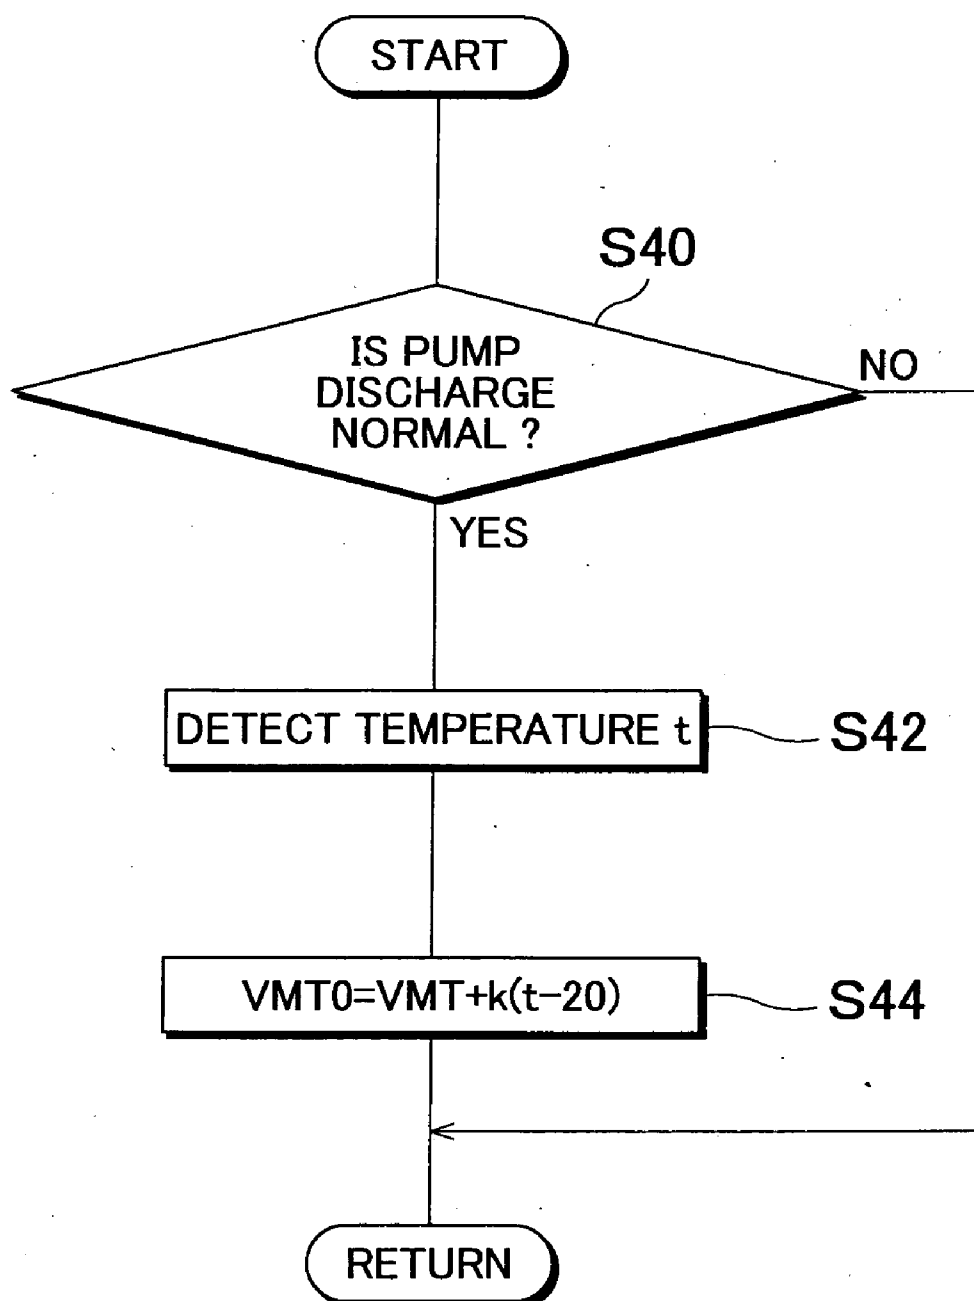 START
S40
IS PUMP
DISCHARGE
NORMAL ?
NO
YES
DETECT TEMPERATURE t
S42
VMT0=VMT+k(t-20)
S44
RETURN